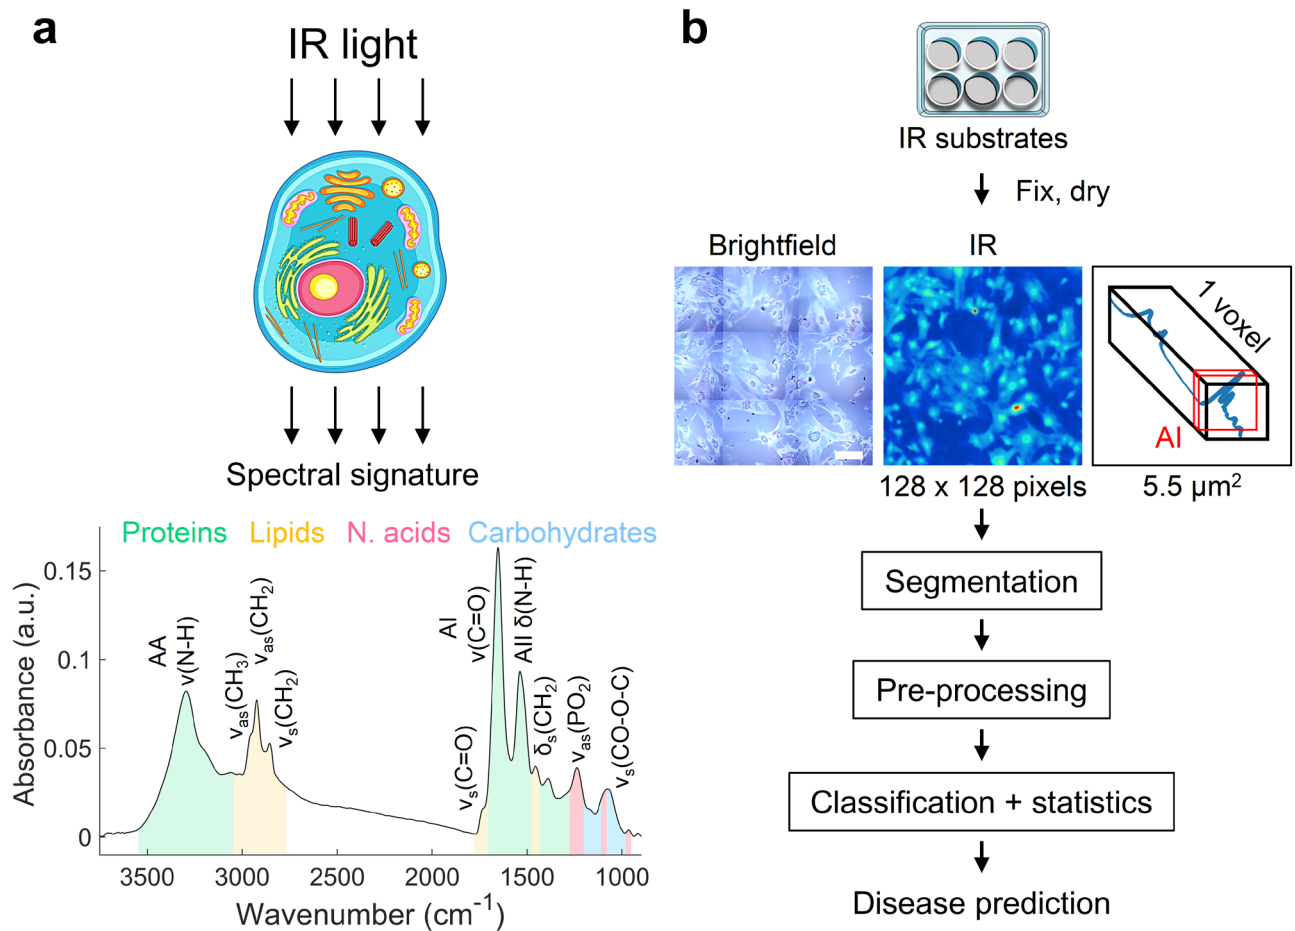 a
IR light
Spectral signature
Proteins Lipids N. acids Carbohydrates
Absorbance (a.u.)
0.15
0.1
0.05
0
AA
ν(N-H)
νas(CH3)
νas(CH2)
νs(CH2)
νs(C=O)
AI
ν(C=O)
AII δ(N-H)
δs(CH2)
νas(PO2)
νs(CO-O-C)
3500 3000 2500 2000 1500 1000
Wavenumber (cm-1)
b
IR substrates
Fix, dry
Brightfield
IR
1 voxel
AI
128 x 128 pixels
5.5 µm2
Segmentation
Pre-processing
Classification + statistics
Disease prediction